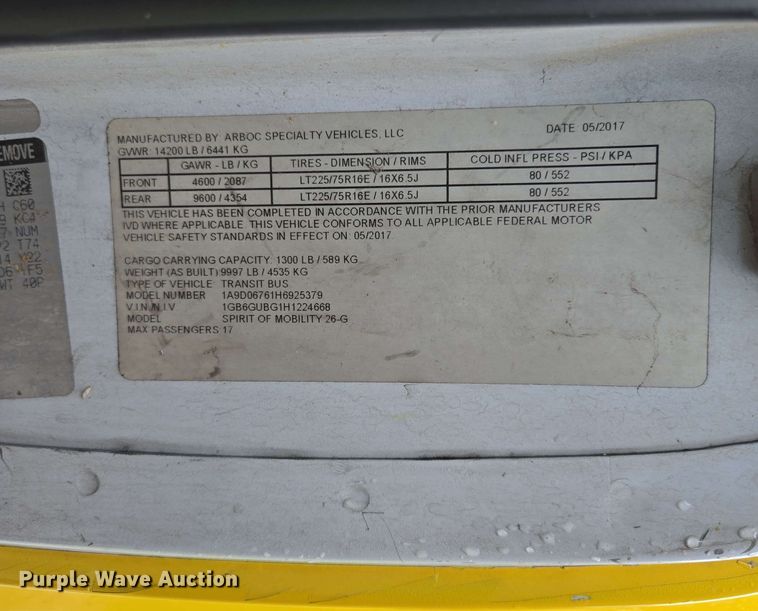 MANUFACTURED BY: ARBOC SPECIALTY VEHICLES, LLC DATE 05/2017
GVWR: 14200 LB / 6441 KG
GAWR - LB / KG TIRES - DIMENSION / RIMS COLD INFL PRESS - PSI / KPA
FRONT 4600 / 2087 LT225/75R16E / 16X6.5J 80 / 552
REAR 9600 / 4354 LT225/75R16E / 16X6.5J 80 / 552
THIS VEHICLE HAS BEEN COMPLETED IN ACCORDANCE WITH THE PRIOR MANUFACTURERS
IVD WHERE APPLICABLE. THIS VEHICLE CONFORMS TO ALL APPLICABLE FEDERAL MOTOR
VEHICLE SAFETY STANDARDS IN EFFECT ON: 05/2017
CARGO CARRYING CAPACITY: 1300 LB / 589 KG
WEIGHT (AS BUILT) 9997 LB / 4535 KG
TYPE OF VEHICLE TRANSIT BUS
MODEL NUMBER 1A9D06761H6925379
V.I.N./N.I.V 1GB6GUBG1H1224668
MODEL SPIRIT OF MOBILITY 26-G
MAX PASSENGERS 17
EMOVE
C60
KC4
NUM
T74
F5
40P
Purple Wave Auction